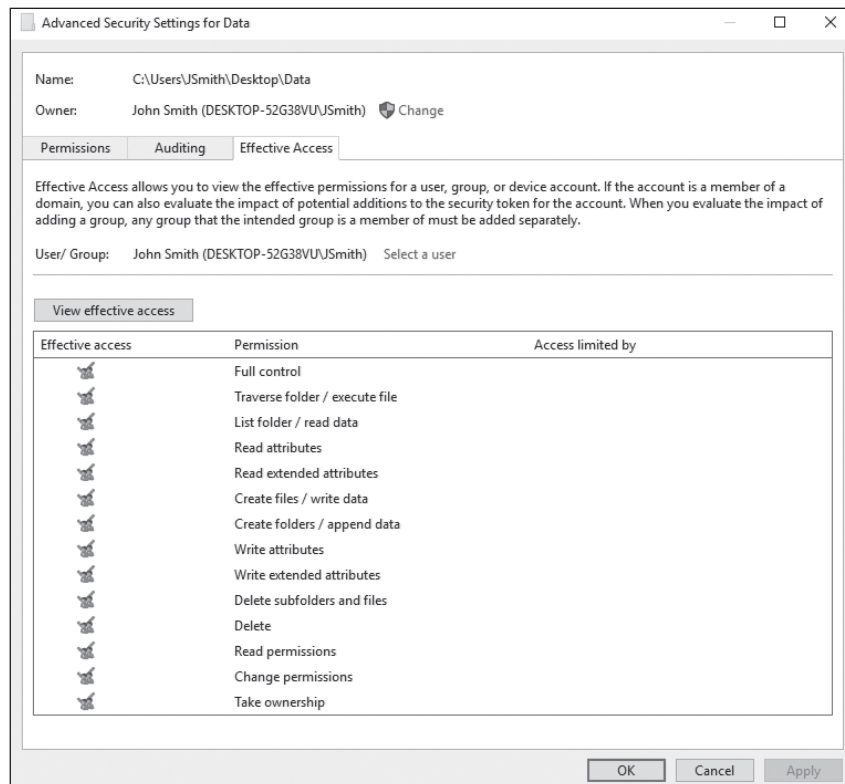 Advanced Security Settings for Data
Name: C:\Users\JSmith\Desktop\Data
Owner: John Smith (DESKTOP-52G38VU\JSmith) Change
Permissions Auditing Effective Access
Effective Access allows you to view the effective permissions for a user, group, or device account. If the account is a member of a
domain, you can also evaluate the impact of potential additions to the security token for the account. When you evaluate the impact of
adding a group, any group that the intended group is a member of must be added separately.
User/ Group: John Smith (DESKTOP-52G38VU\JSmith) Select a user
View effective access
Effective access Permission Access limited by
Full control
Traverse folder / execute file
List folder / read data
Read attributes
Read extended attributes
Create files / write data
Create folders / append data
Write attributes
Write extended attributes
Delete subfolders and files
Delete
Read permissions
Change permissions
Take ownership
OK Cancel Apply